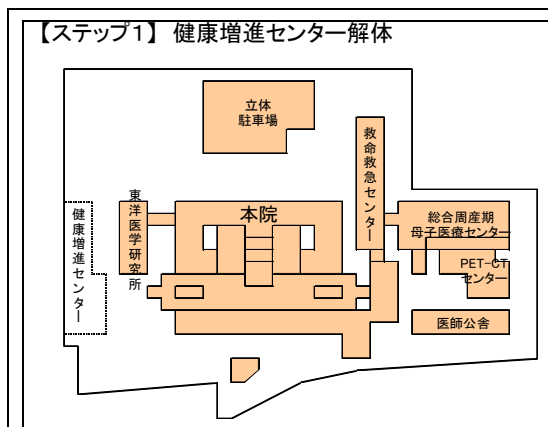 【ステップ1】 健康増進センター解体
立体
駐車場
救命救急センター
健康増進センター
東洋医学研究所
本院
総合周産期
母子医療センター
PET-CT
センター
医師公舎